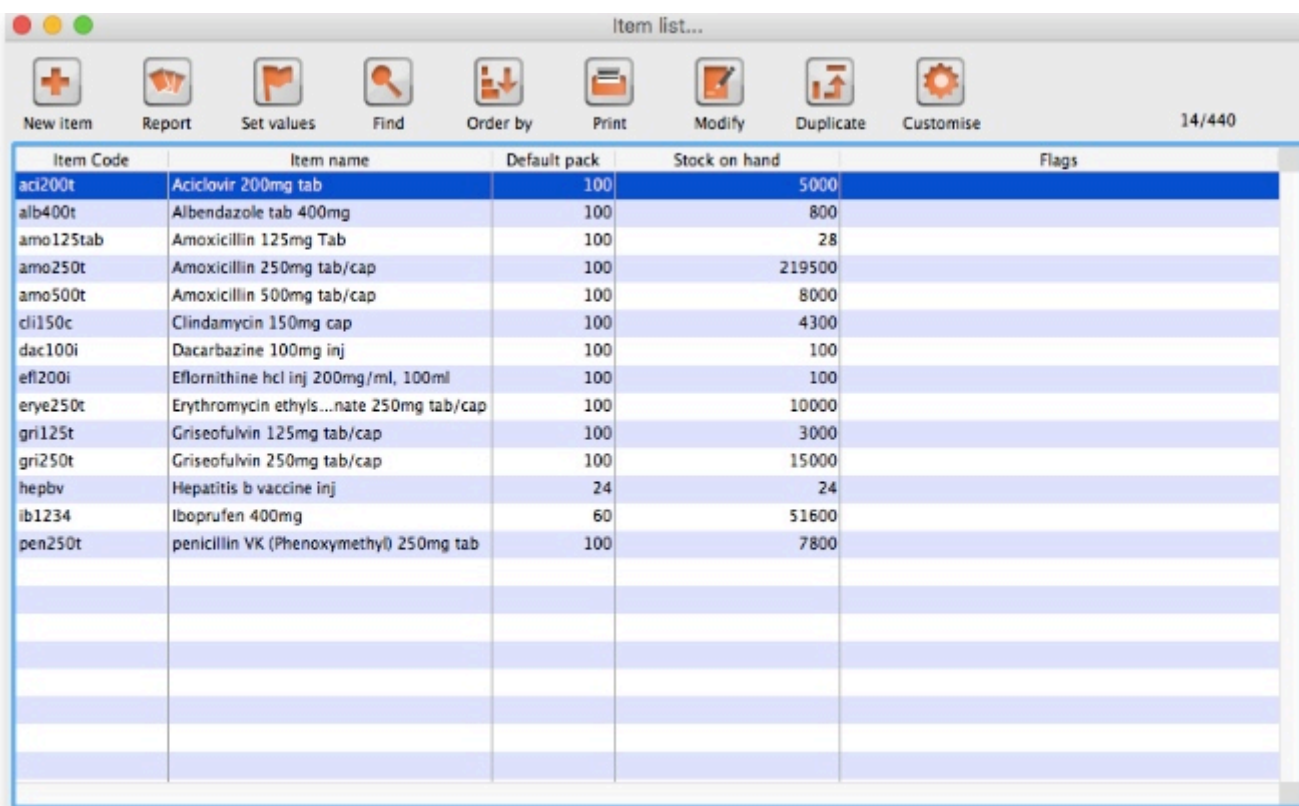 Item list...
New item Report Set values Find Order by Print Modify Duplicate Customise 14/440
Item Code Item name Default pack Stock on hand Flags
aci200t Aciclovir 200mg tab 100 5000
alb400t Albendazole tab 400mg 100 800
amo125tab Amoxicillin 125mg Tab 100 28
amo250t Amoxicillin 250mg tab/cap 100 219500
amo500t Amoxicillin 500mg tab/cap 100 8000
cli150c Clindamycin 150mg cap 100 4300
dac100i Dacarbazine 100mg inj 100 100
efl200i Eflornithine hcl inj 200mg/ml, 100ml 100 100
erye250t Erythromycin ethyls...nate 250mg tab/cap 100 10000
gri125t Griseofulvin 125mg tab/cap 100 3000
gri250t Griseofulvin 250mg tab/cap 100 15000
hepbv Hepatitis b vaccine inj 24 24
ib1234 Iboprufen 400mg 60 51600
pen250t penicillin VK (Phenoxymethyl) 250mg tab 100 7800